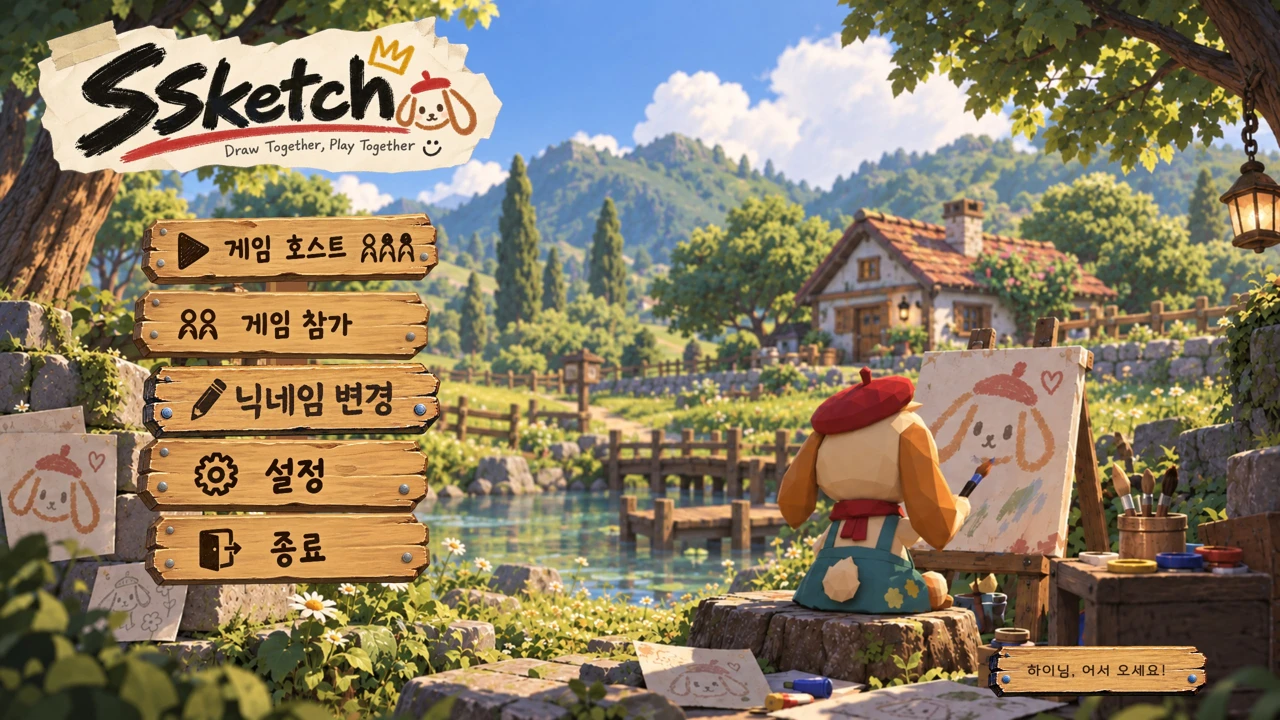 SSketch
Draw Together, Play Together
게임 호스트
게임 참가
닉네임 변경
설정
종료
하이님, 어서 오세요!